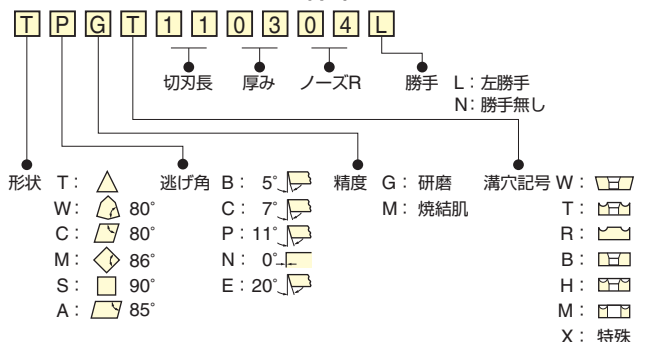 T P G T 1 1 0 3 0 4 L
切刃長 厚み ノーズR 勝手 L：左勝手
N：勝手無し
形状 T： 逃げ角 B： 5° 精度 G：研磨 溝穴記号 W：
W： 80° C： 7° M：焼結肌 T：
C： 80° P：11° R：
M： 86° N： 0° B：
S： 90° E：20° H：
A： 85° M：
X：特殊